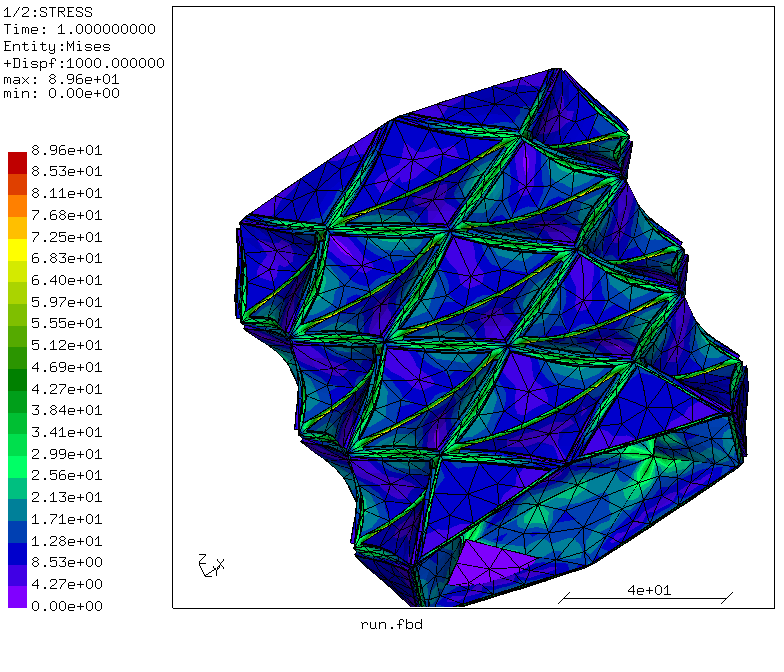 1/2:STRESS
Time: 1.000000000
Entity:Mises
+Dispf:1000.000000
max: 8.96e+01
min: 0.00e+00
8.96e+01
8.53e+01
8.11e+01
7.68e+01
7.25e+01
6.83e+01
6.40e+01
5.97e+01
5.55e+01
5.12e+01
4.69e+01
4.27e+01
3.84e+01
3.41e+01
2.99e+01
2.56e+01
2.13e+01
1.71e+01
1.28e+01
8.53e+00
4.27e+00
0.00e+00
Z
Y X
4e+01
run.fbd